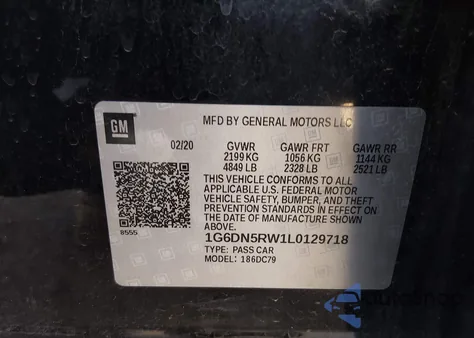 GM
MFD BY GENERAL MOTORS LLC
02/20 GVWR GAWR FRT GAWR RR
2199 KG 1056 KG 1144 KG
4849 LB 2328 LB 2521 LB
THIS VEHICLE CONFORMS TO ALL
APPLICABLE U.S. FEDERAL MOTOR
VEHICLE SAFETY, BUMPER, AND THEFT
PREVENTION STANDARDS IN EFFECT ON
THE DATE OF MANUFACTURE SHOWN
ABOVE.
8555
1G6DN5RW1L0129718
TYPE: PASS CAR
MODEL: 186DC79